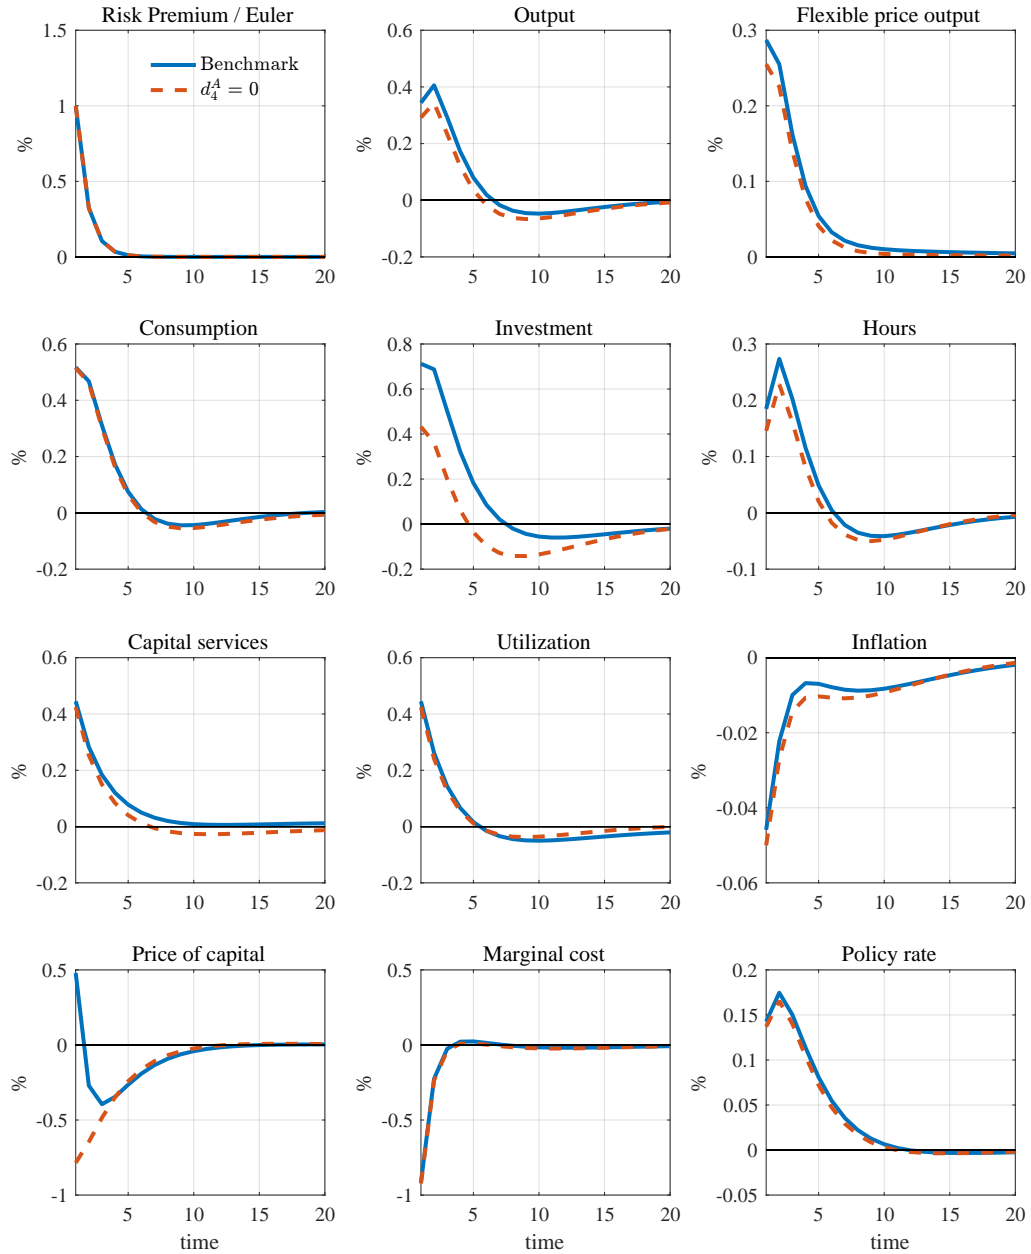 Risk Premium / Euler
1.5
1
0.5
0
%
5 10 15 20
Benchmark
$d_4^A = 0$
Output
0.6
0.4
0.2
0
-0.2
%
5 10 15 20
Flexible price output
0.3
0.2
0.1
0
%
5 10 15 20
Consumption
0.6
0.4
0.2
0
-0.2
%
5 10 15 20
Investment
0.8
0.6
0.4
0.2
0
-0.2
%
5 10 15 20
Hours
0.3
0.2
0.1
0
-0.1
%
5 10 15 20
Capital services
0.6
0.4
0.2
0
-0.2
%
5 10 15 20
Utilization
0.6
0.4
0.2
0
-0.2
%
5 10 15 20
Inflation
0
-0.02
-0.04
-0.06
%
5 10 15 20
Price of capital
0.5
0
-0.5
-1
%
5 10 15 20
time
Marginal cost
0.5
0
-0.5
-1
%
5 10 15 20
time
Policy rate
0.2
0.15
0.1
0.05
0
-0.05
%
5 10 15 20
time